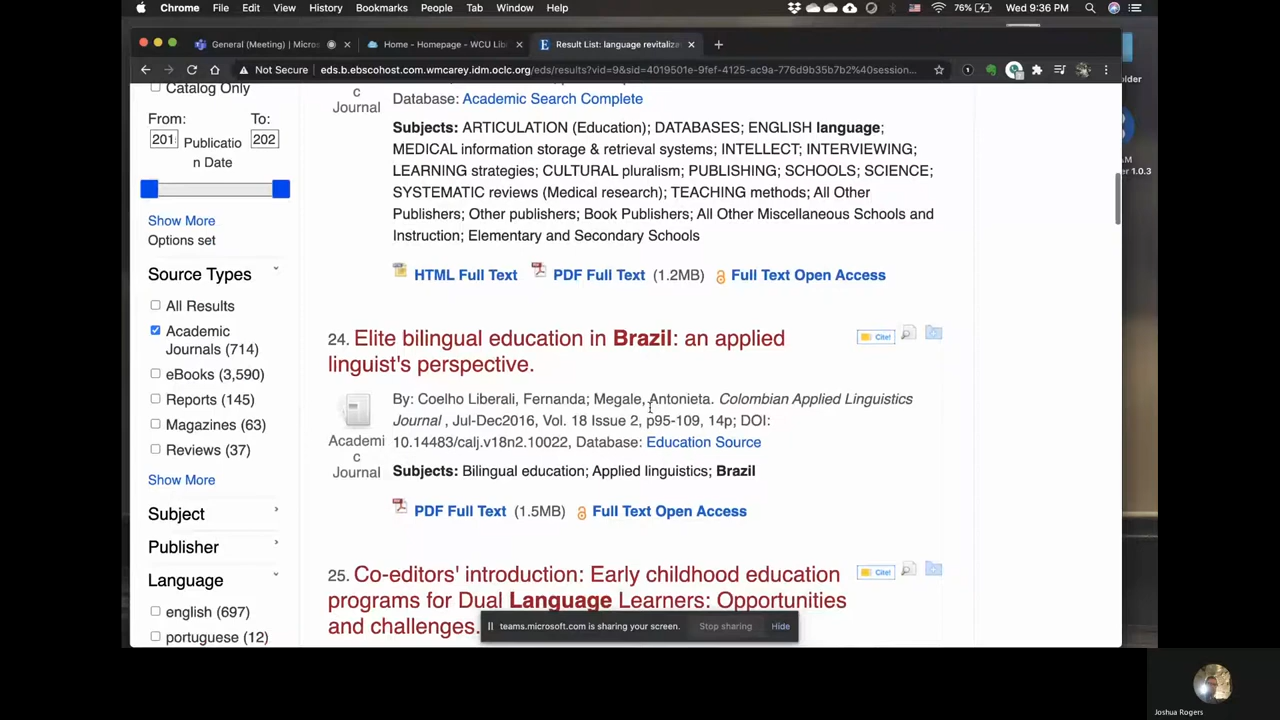 Chrome File Edit View History Bookmarks People Tab Window Help 76% Wed 9:36 PM
General (Meeting) | Micros Home - Homepage - WCU Lib Result List: language revitaliza
Not Secure | eds.b.ebscohost.com.wmcarey.idm.oclc.org/eds/results?vid=9&sid=4019501e-9fef-4125-ac9a-776d9b35b7b2%40session...
older
AM
er 1.0.3
Catalog Only
From: To:
201 Publicatio 202
n Date
Show More
Options set
Source Types
All Results
Academic
Journals (714)
eBooks (3,590)
Reports (145)
Magazines (63)
Reviews (37)
Show More
Subject
Publisher
Language
english (697)
portuguese (12)
c
Journal
Database: Academic Search Complete
Subjects: ARTICULATION (Education); DATABASES; ENGLISH language;
MEDICAL information storage & retrieval systems; INTELLECT; INTERVIEWING;
LEARNING strategies; CULTURAL pluralism; PUBLISHING; SCHOOLS; SCIENCE;
SYSTEMATIC reviews (Medical research); TEACHING methods; All Other
Publishers; Other publishers; Book Publishers; All Other Miscellaneous Schools and
Instruction; Elementary and Secondary Schools
HTML Full Text PDF Full Text (1.2MB) Full Text Open Access
24. Elite bilingual education in Brazil: an applied
linguist's perspective.
Cite!
Academi
c
Journal
By: Coelho Liberali, Fernanda; Megale, Antonieta. Colombian Applied Linguistics
Journal , Jul-Dec2016, Vol. 18 Issue 2, p95-109, 14p; DOI:
10.14483/calj.v18n2.10022, Database: Education Source
Subjects: Bilingual education; Applied linguistics; Brazil
PDF Full Text (1.5MB) Full Text Open Access
25. Co-editors' introduction: Early childhood education
programs for Dual Language Learners: Opportunities
and challenges.
Cite!
teams.microsoft.com is sharing your screen. Stop sharing Hide
Joshua Rogers